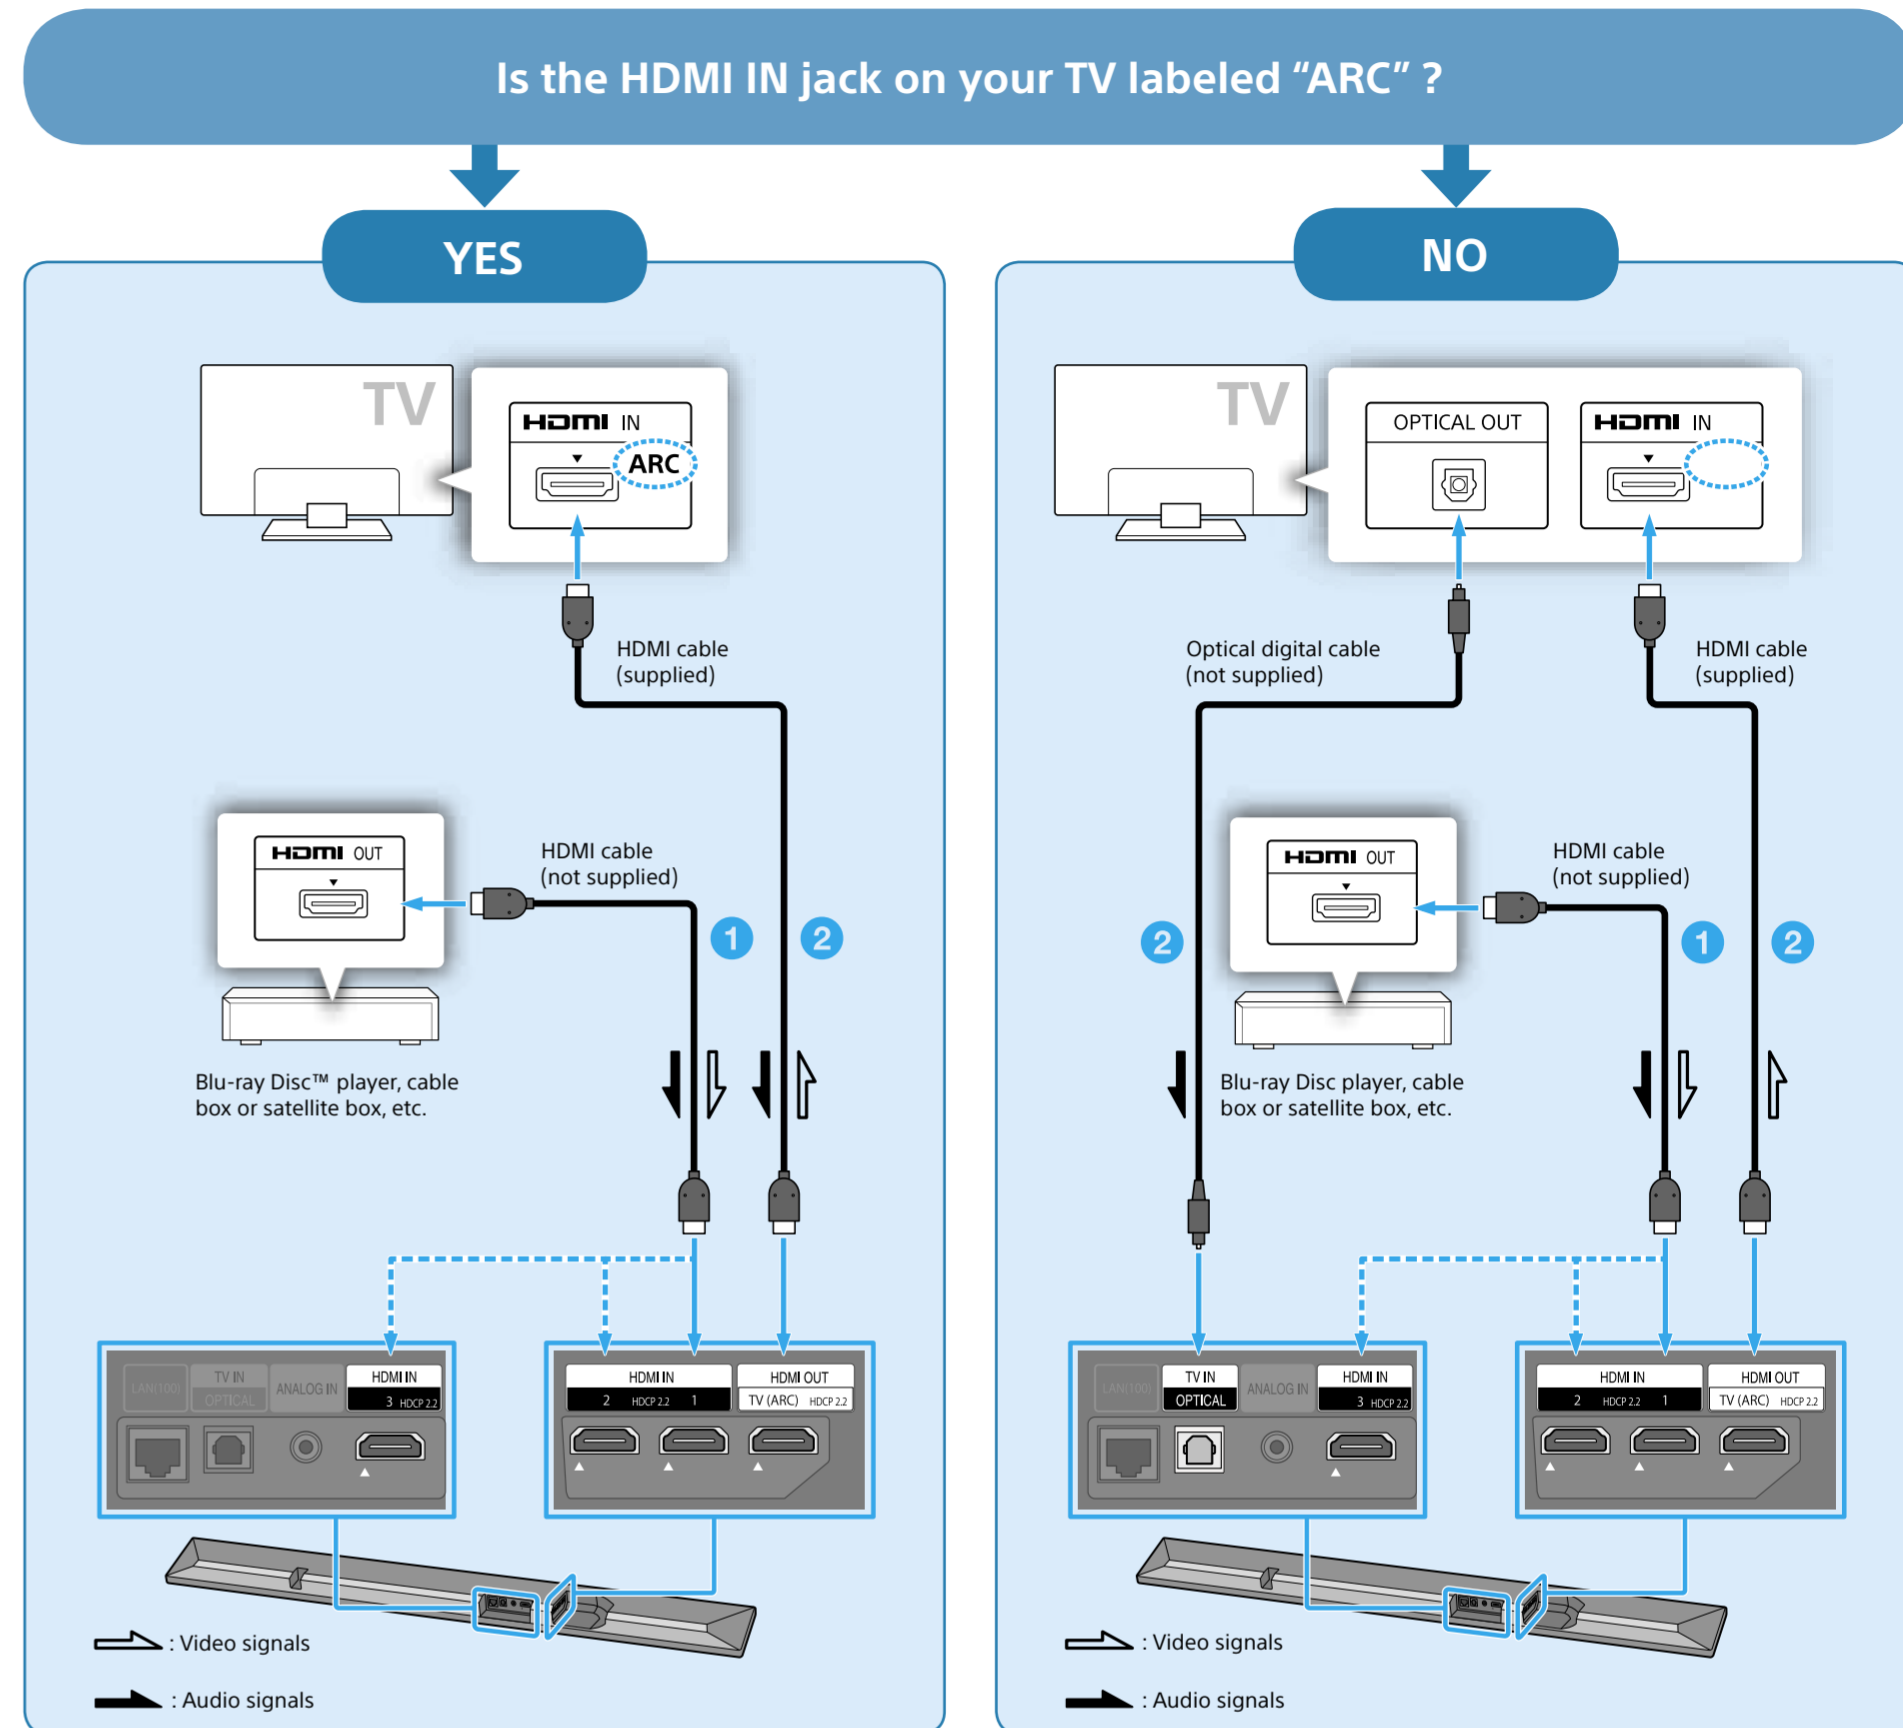 Is the HDMI IN jack on your TV labeled “ARC” ?
YES
TV
HDMI IN
ARC
HDMI cable
(supplied)
HDMI OUT
HDMI cable
(not supplied)
1
2
Blu-ray Disc™ player, cable
box or satellite box, etc.
LAN(100)
TV IN
OPTICAL
ANALOG IN
HDMI IN
3 HDCP 2.2
HDMI IN
2 HDCP 2.2 1
HDMI OUT
TV (ARC) HDCP 2.2
: Video signals
: Audio signals
NO
TV
OPTICAL OUT
HDMI IN
Optical digital cable
(not supplied)
HDMI cable
(supplied)
HDMI OUT
HDMI cable
(not supplied)
2
1
2
Blu-ray Disc player, cable
box or satellite box, etc.
LAN(100)
TV IN
OPTICAL
ANALOG IN
HDMI IN
3 HDCP 2.2
HDMI IN
2 HDCP 2.2 1
HDMI OUT
TV (ARC) HDCP 2.2
: Video signals
: Audio signals